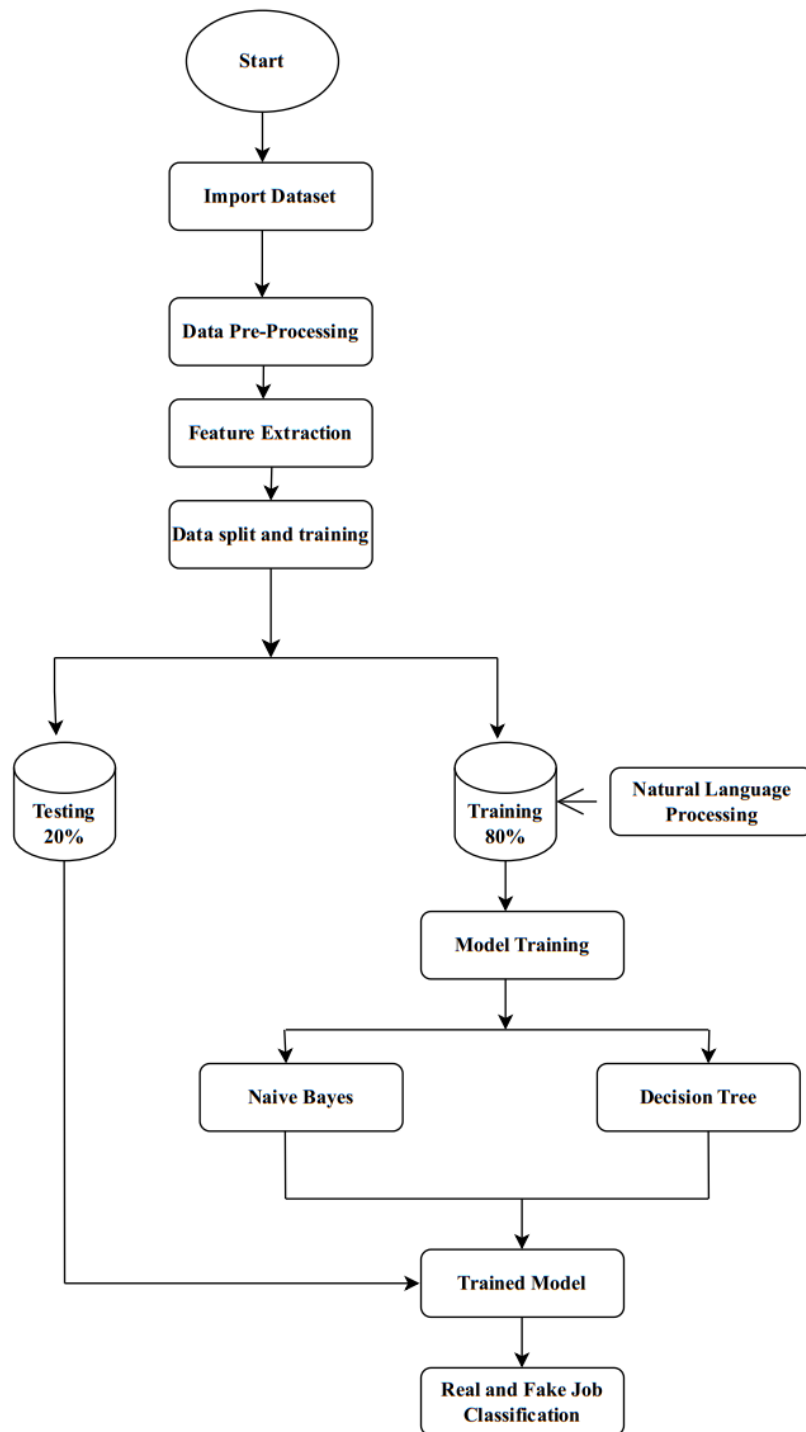 Start
Import Dataset
Data Pre-Processing
Feature Extraction
Data split and training
Testing
20%
Training
80%
Natural Language
Processing
Model Training
Naive Bayes
Decision Tree
Trained Model
Real and Fake Job
Classification